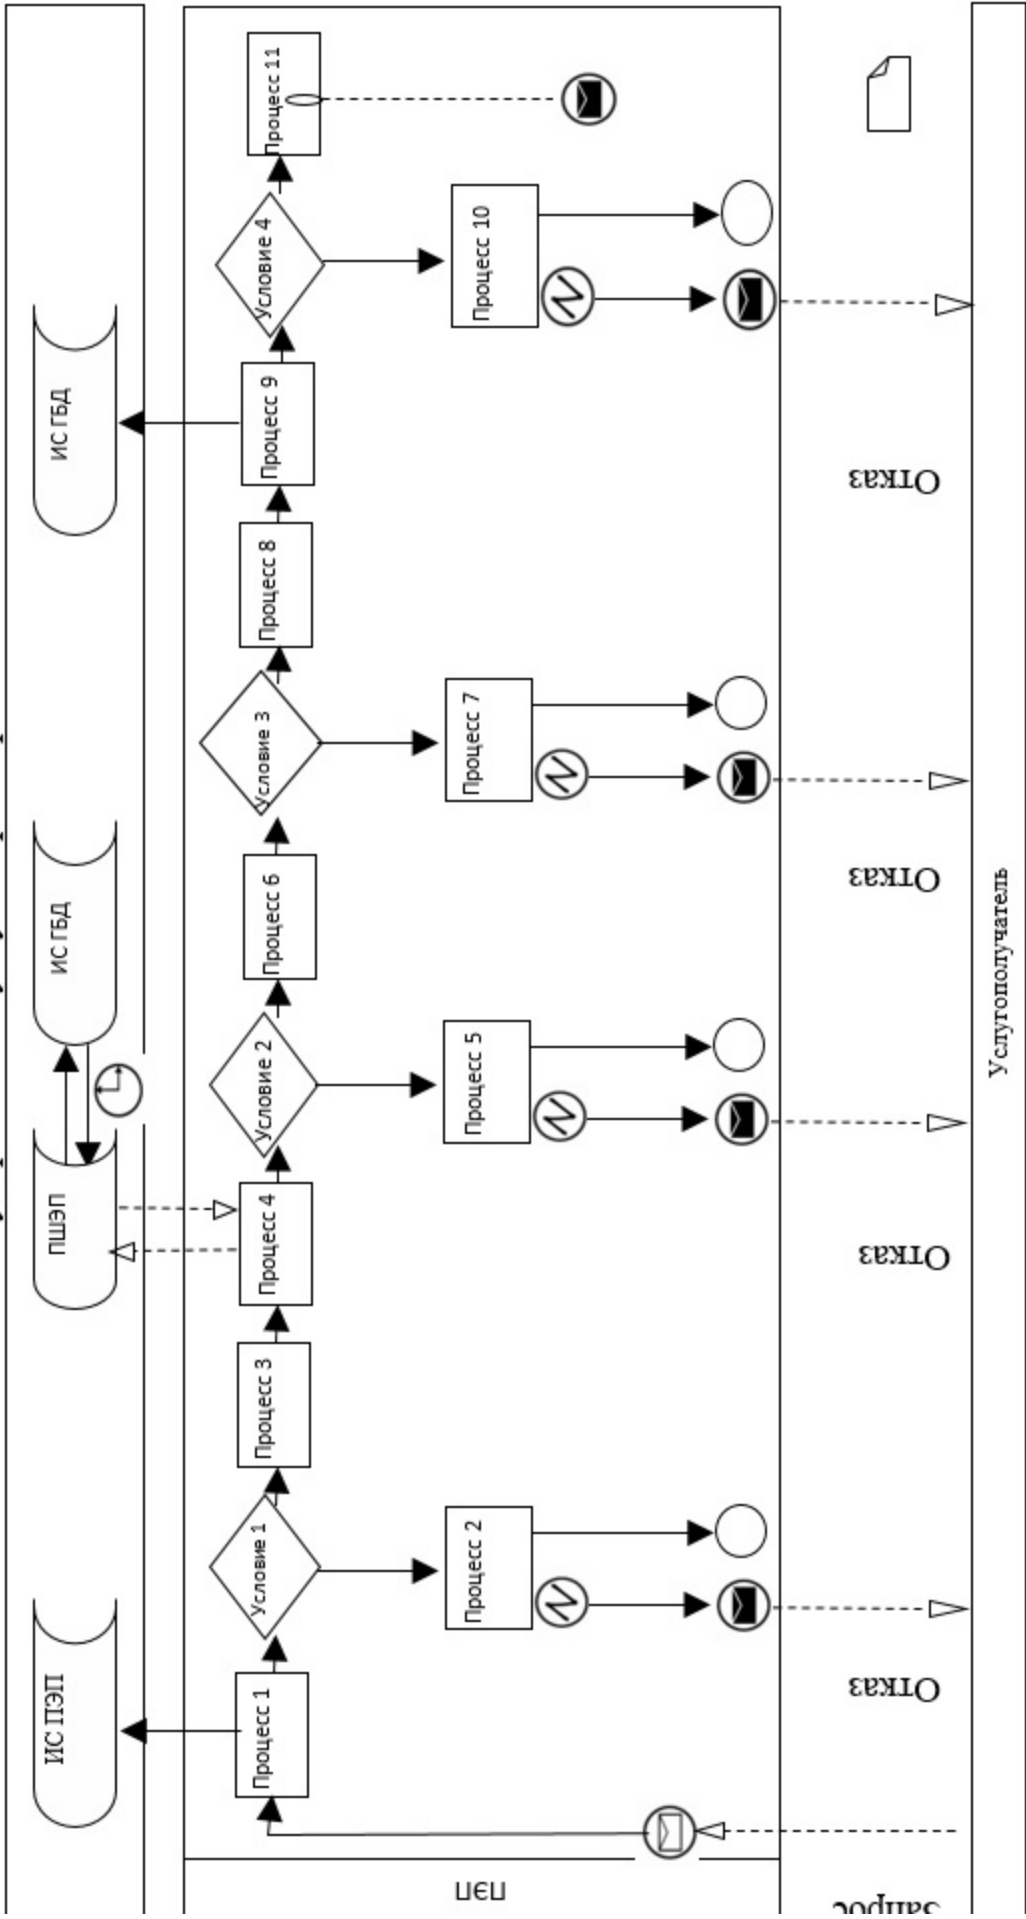 ИС ПЭП
ПШЭП
ИС ГБД
ИС ГБД
ПЭП
Процесс 1
Условие 1
Процесс 3
Процесс 4
Условие 2
Процесс 6
Условие 3
Процесс 8
Процесс 9
Условие 4
Процесс 11
Процесс 2
Процесс 5
Процесс 7
Процесс 10
Запрос
Отказ
Отказ
Отказ
Отказ
Услугополучатель